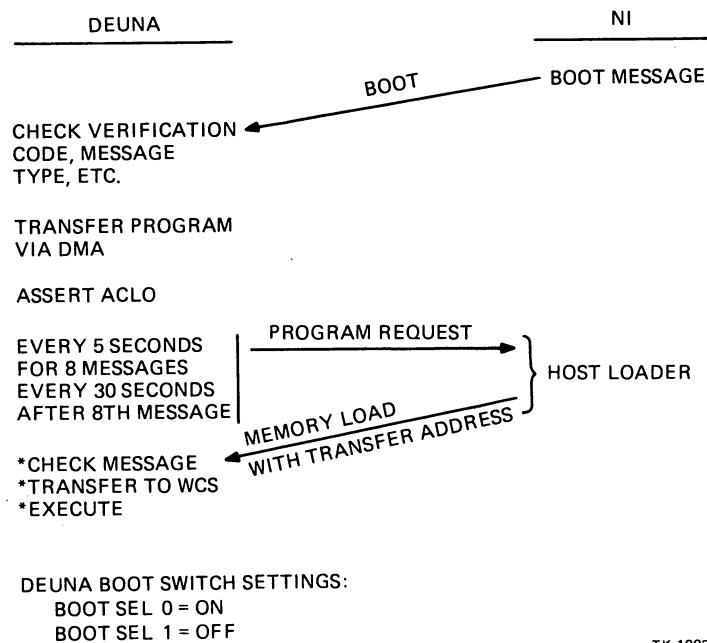 DEUNA
NI
BOOT
BOOT MESSAGE
CHECK VERIFICATION
CODE, MESSAGE
TYPE, ETC.
TRANSFER PROGRAM
VIA DMA
ASSERT ACLO
EVERY 5 SECONDS
FOR 8 MESSAGES
EVERY 30 SECONDS
AFTER 8TH MESSAGE
PROGRAM REQUEST
HOST LOADER
MEMORY LOAD
WITH TRANSFER ADDRESS
*CHECK MESSAGE
*TRANSFER TO WCS
*EXECUTE
DEUNA BOOT SWITCH SETTINGS:
BOOT SEL 0 = ON
BOOT SEL 1 = OFF